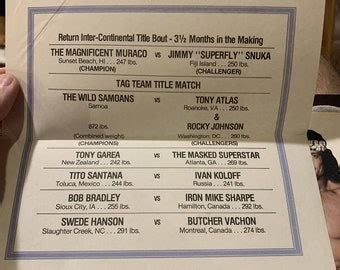 Return Inter-Continental Title Bout - 3½ Months in the Making
THE MAGNIFICENT MURACO vs JIMMY "SUPERFLY" SNUKA
Sunset Beach, HI . . . 247 lbs. Fiji Island . . . 250 lbs.
(CHAMPION) (CHALLENGER)
TAG TEAM TITLE MATCH
THE WILD SAMOANS vs TONY ATLAS
Samoa Roanoke, VA . . . 250 lbs.
&
672 lbs. ROCKY JOHNSON
(Combined weight) Washington, DC . . . 260 lbs.
(CHAMPIONS) (CHALLENGERS)
TONY GAREA vs THE MASKED SUPERSTAR
New Zealand . . . 242 lbs. Atlanta, GA . . . 269 lbs.
TITO SANTANA vs IVAN KOLOFF
Toluca, Mexico . . . 244 lbs. Russia . . . 241 lbs.
BOB BRADLEY vs IRON MIKE SHARPE
Sioux City, IA . . . 255 lbs. Hamilton, Canada . . . 292 lbs.
SWEDE HANSON vs BUTCHER VACHON
Slaughter Creek, NC . . . 291 lbs. Montreal, Canada . . . 274 lbs.